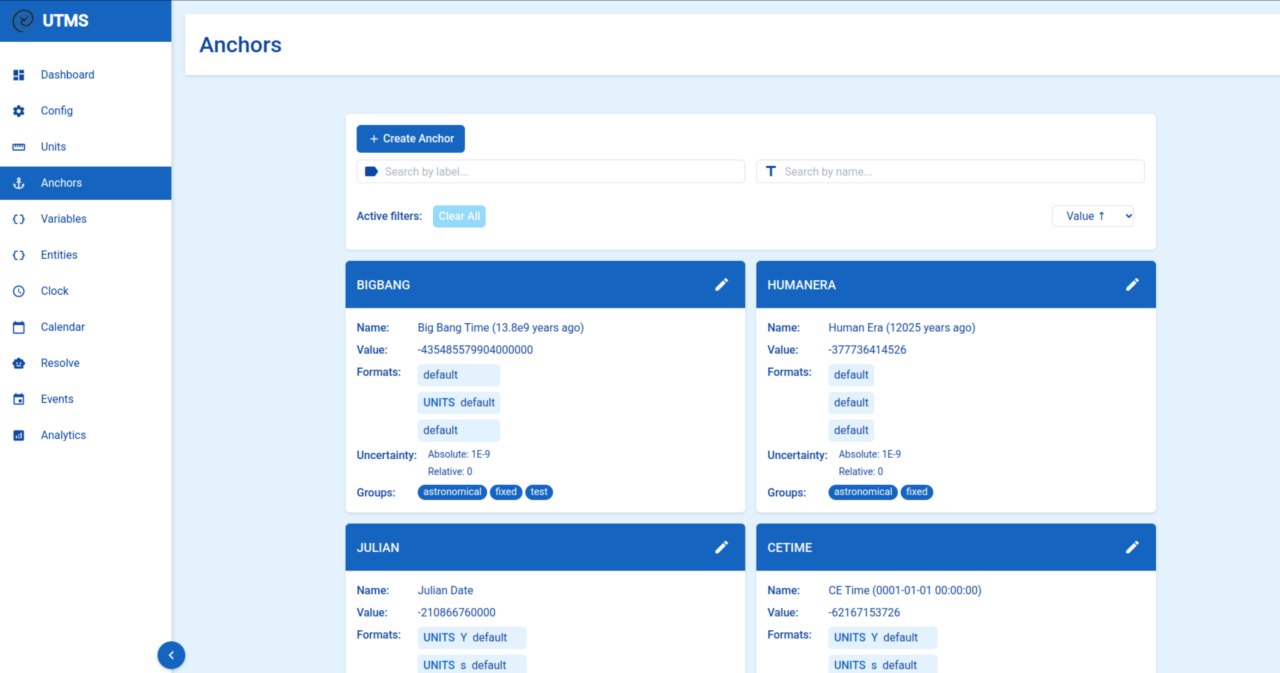 UTMS
Dashboard
Config
Units
Anchors
Variables
Entities
Clock
Calendar
Resolve
Events
Analytics
Anchors
+ Create Anchor
Search by label...
Search by name...
Active filters: Clear All
Value ↑
BIGBANG
Name: Big Bang Time (13.8e9 years ago)
Value: -435485579904000000
Formats: default
UNITS default
default
Uncertainty: Absolute: 1E-9
Relative: 0
Groups: astronomical fixed test
HUMANERA
Name: Human Era (12025 years ago)
Value: -377736414526
Formats: default
default
default
Uncertainty: Absolute: 1E-9
Relative: 0
Groups: astronomical fixed
JULIAN
Name: Julian Date
Value: -210866760000
Formats: UNITS Y default
UNITS s default
CETIME
Name: CE Time (0001-01-01 00:00:00)
Value: -62167153726
Formats: UNITS Y default
UNITS s default